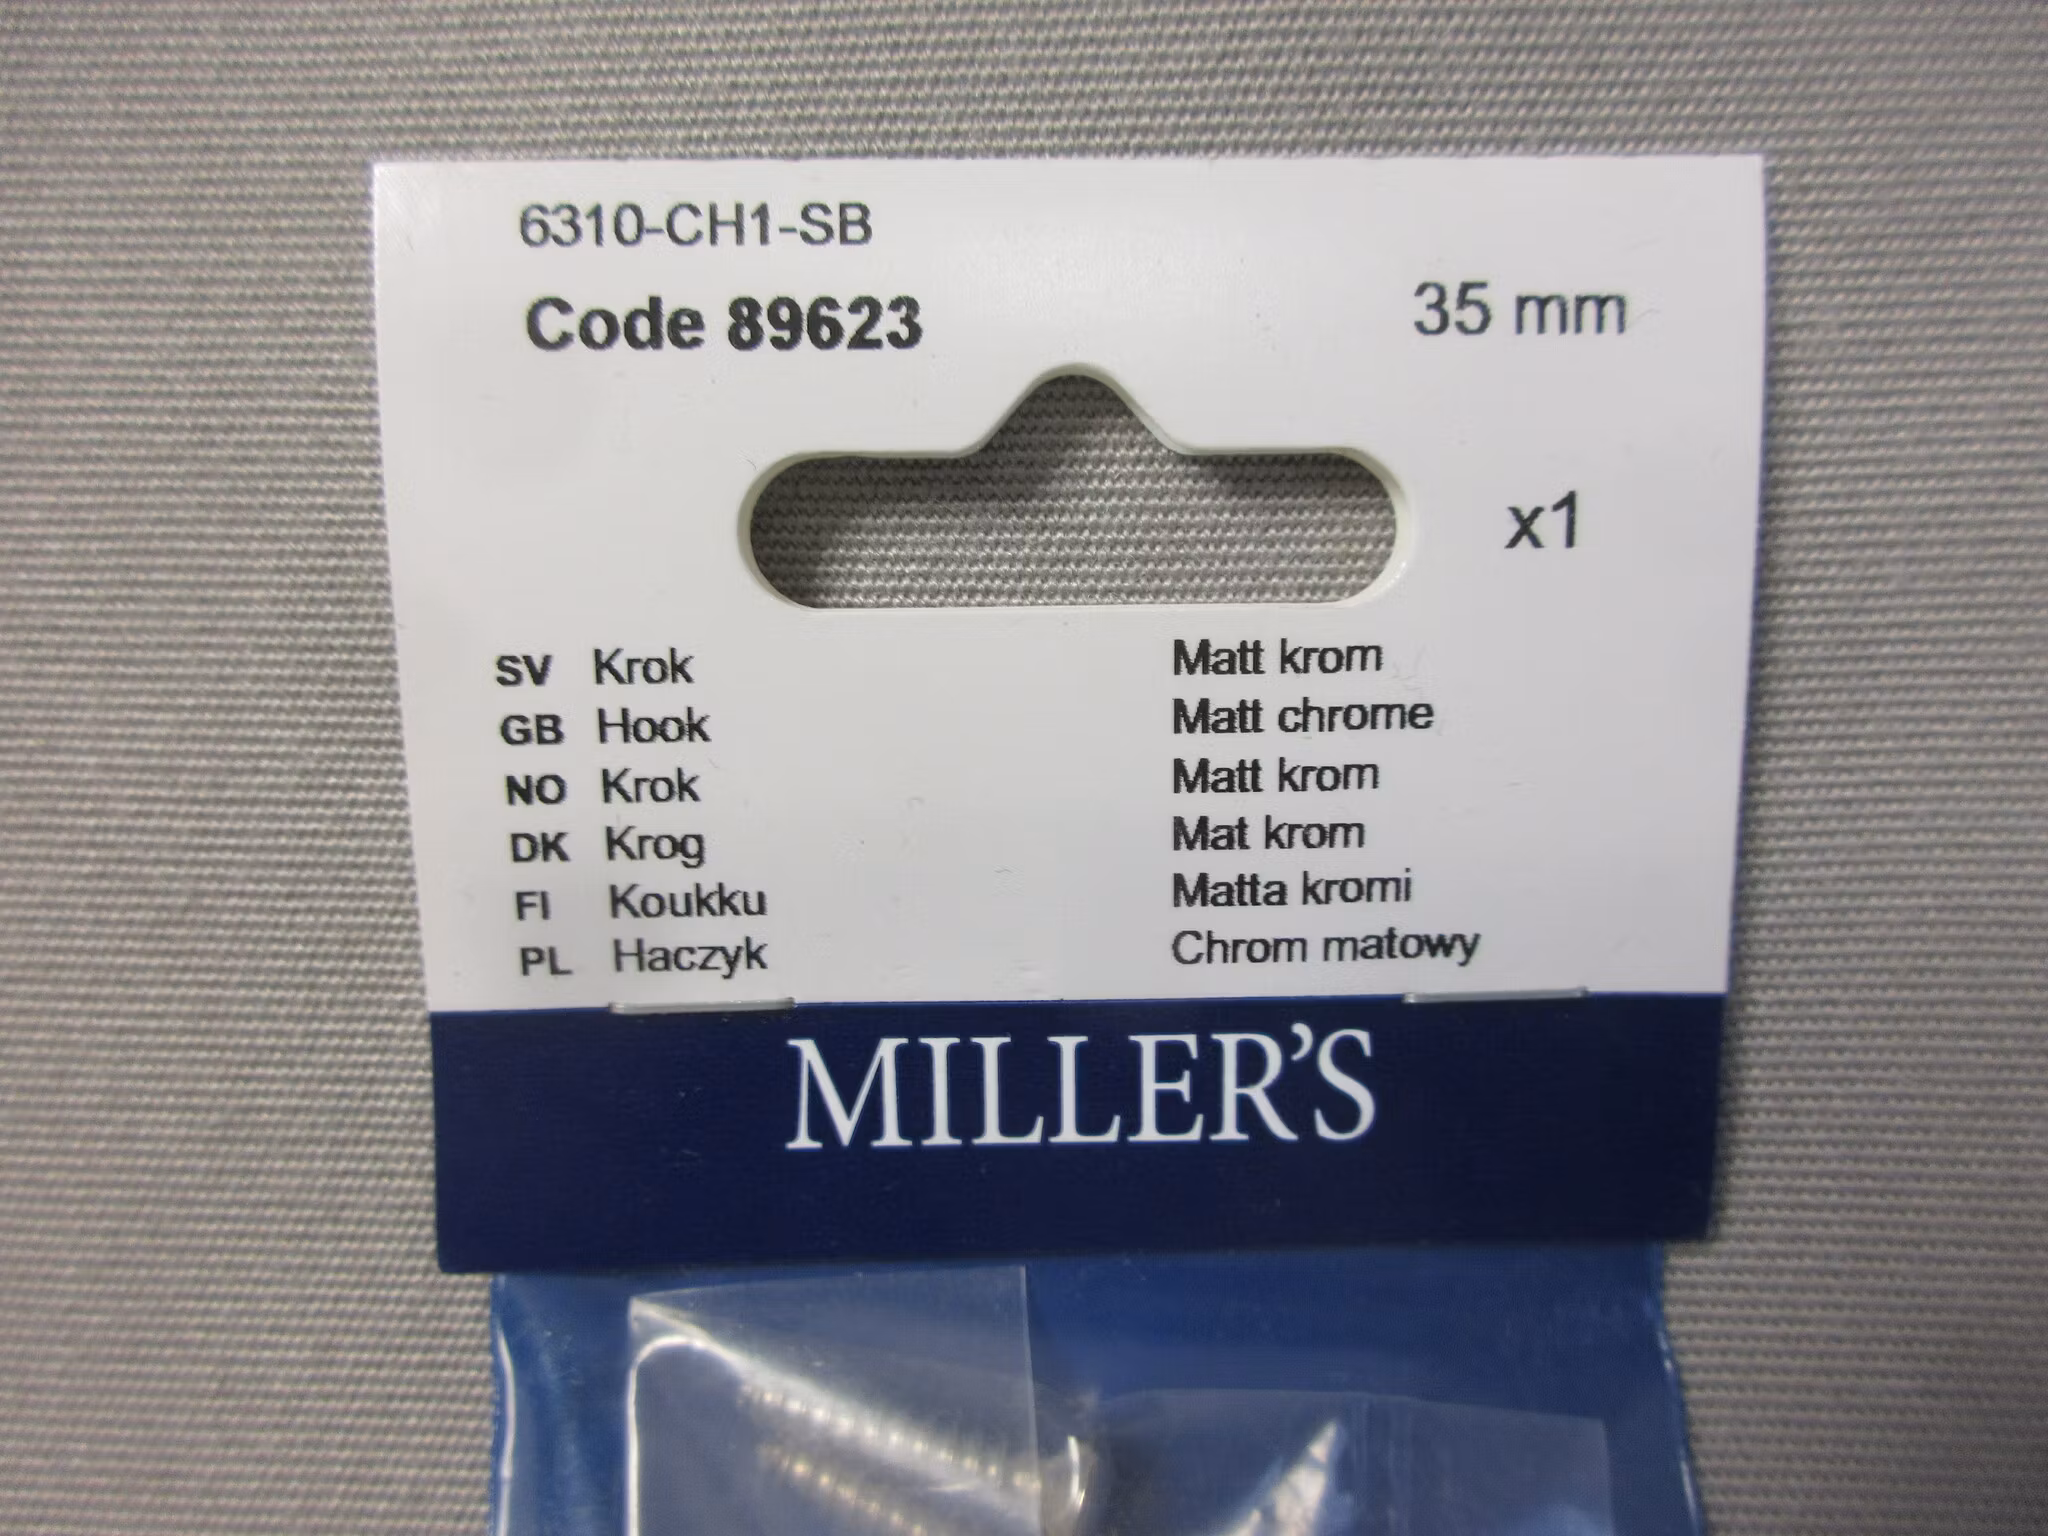 6310-CH1-SB
Code 89623
35 mm
x1
SV Krok Matt krom
GB Hook Matt chrome
NO Krok Matt krom
DK Krog Mat krom
FI Koukku Matta kromi
PL Haczyk Chrom matowy
MILLER’S